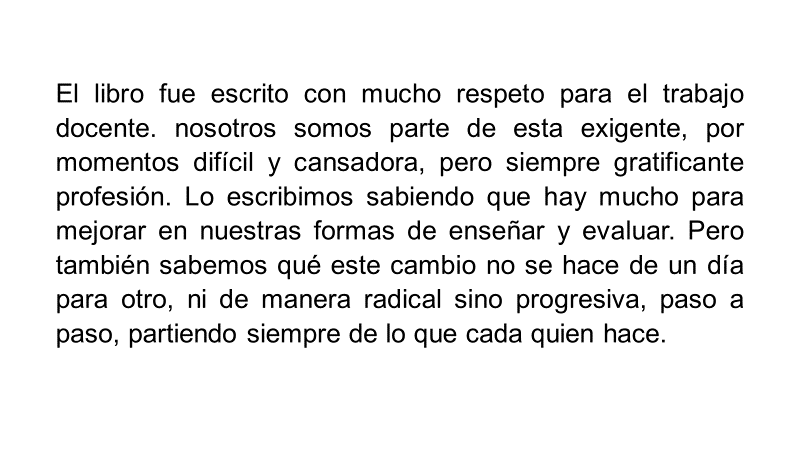 El libro fue escrito con mucho respeto para el trabajo
docente. nosotros somos parte de esta exigente, por
momentos difícil y cansadora, pero siempre gratificante
profesión. Lo escribimos sabiendo que hay mucho para
mejorar en nuestras formas de enseñar y evaluar. Pero
también sabemos qué este cambio no se hace de un día
para otro, ni de manera radical sino progresiva, paso a
paso, partiendo siempre de lo que cada quien hace.